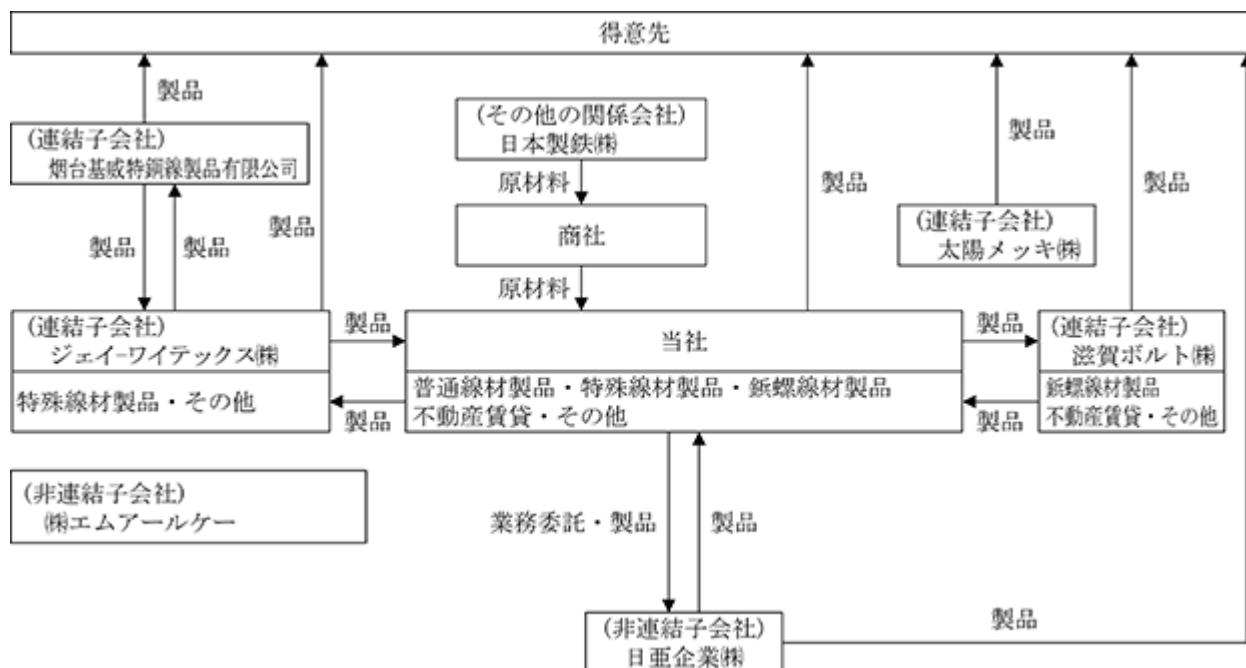 得意先
製品
(連結子会社)
烟台基威特鋼線製品有限公司
製品
製品
製品
(その他の関係会社)
日本製鉄㈱
原材料
商社
原材料
製品
製品
製品
(連結子会社)
太陽メッキ㈱
(連結子会社)
ジェイ-ワイテックス㈱
特殊線材製品・その他
製品
製品
当社
普通線材製品・特殊線材製品・鋲螺線材製品
不動産賃貸・その他
製品
製品
(連結子会社)
滋賀ボルト㈱
鋲螺線材製品
不動産賃貸・その他
(非連結子会社)
㈱エムアールケー
業務委託・製品
製品
(非連結子会社)
日亜企業㈱
製品